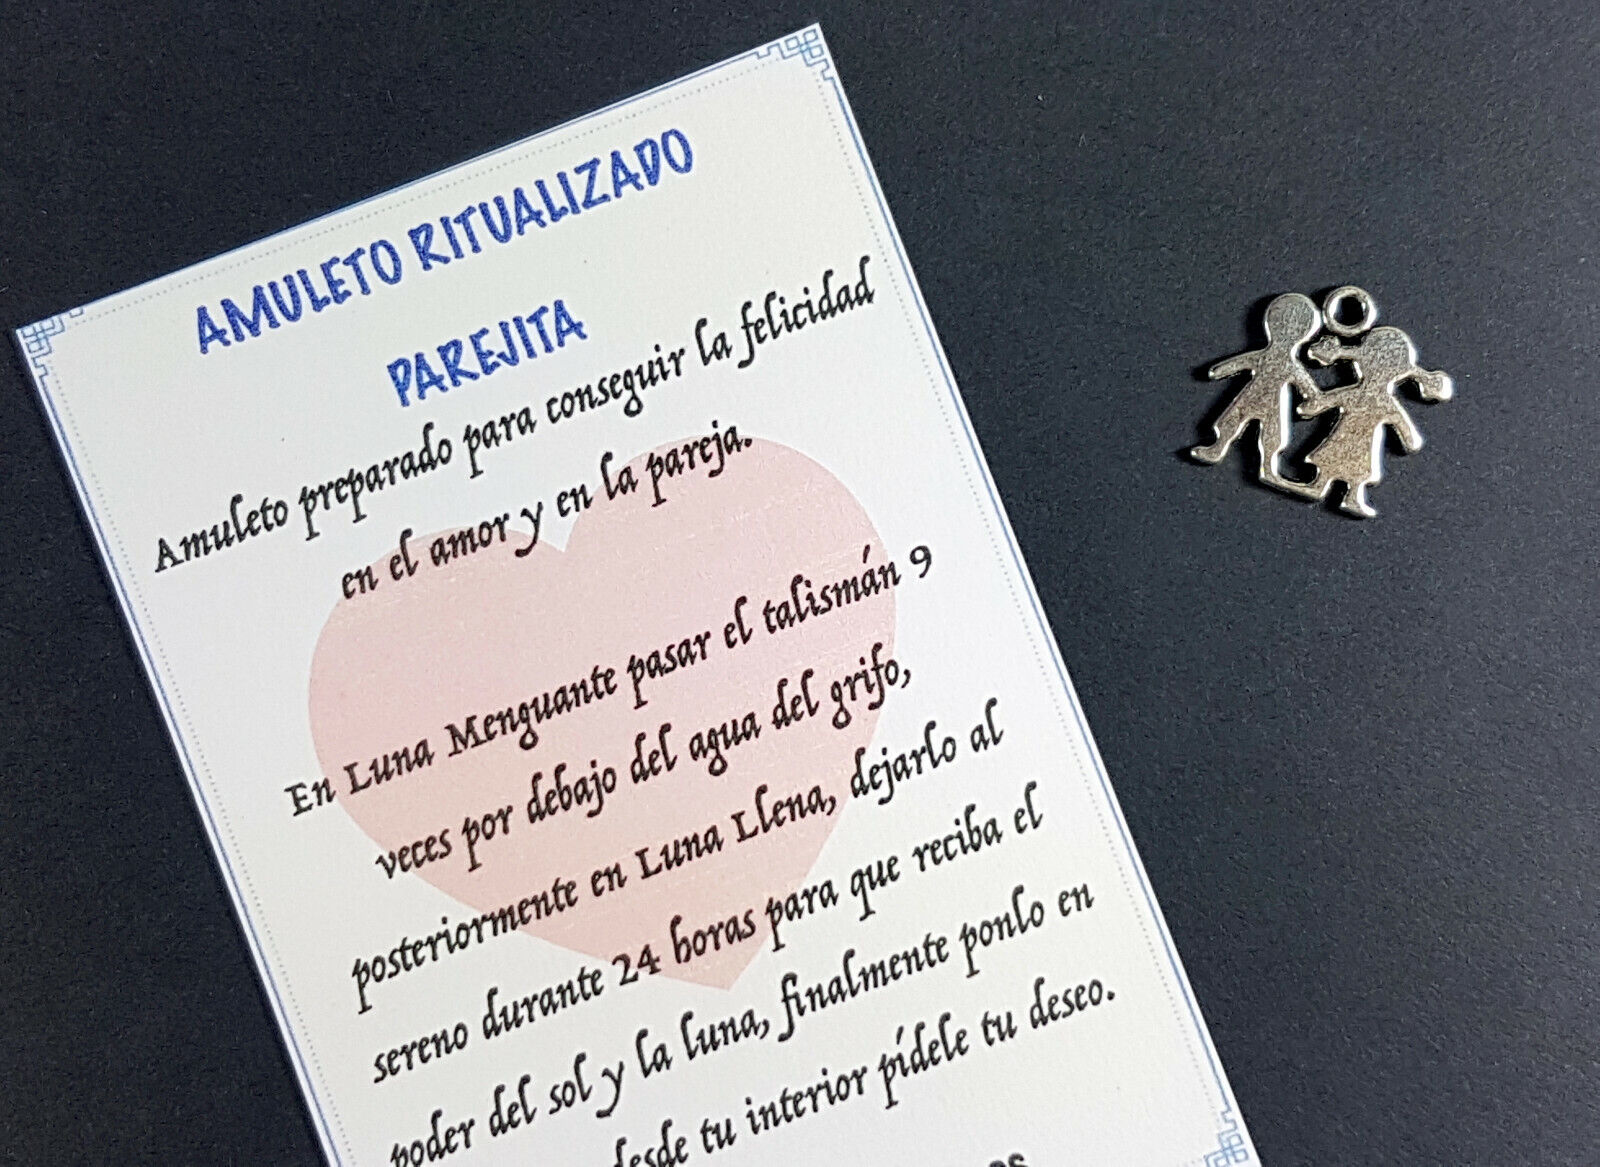 AMULETO RITUALIZADO
PAREJITA
Amuleto preparado para conseguir la felicidad
en el amor y en la pareja.
En Luna Menguante pasar el talismán 9
veces por debajo del agua del grifo,
posteriormente en Luna Llena, dejarlo al
sereno durante 24 horas para que reciba el
poder del sol y la luna, finalmente ponlo en
desde tu interior pídele tu deseo.